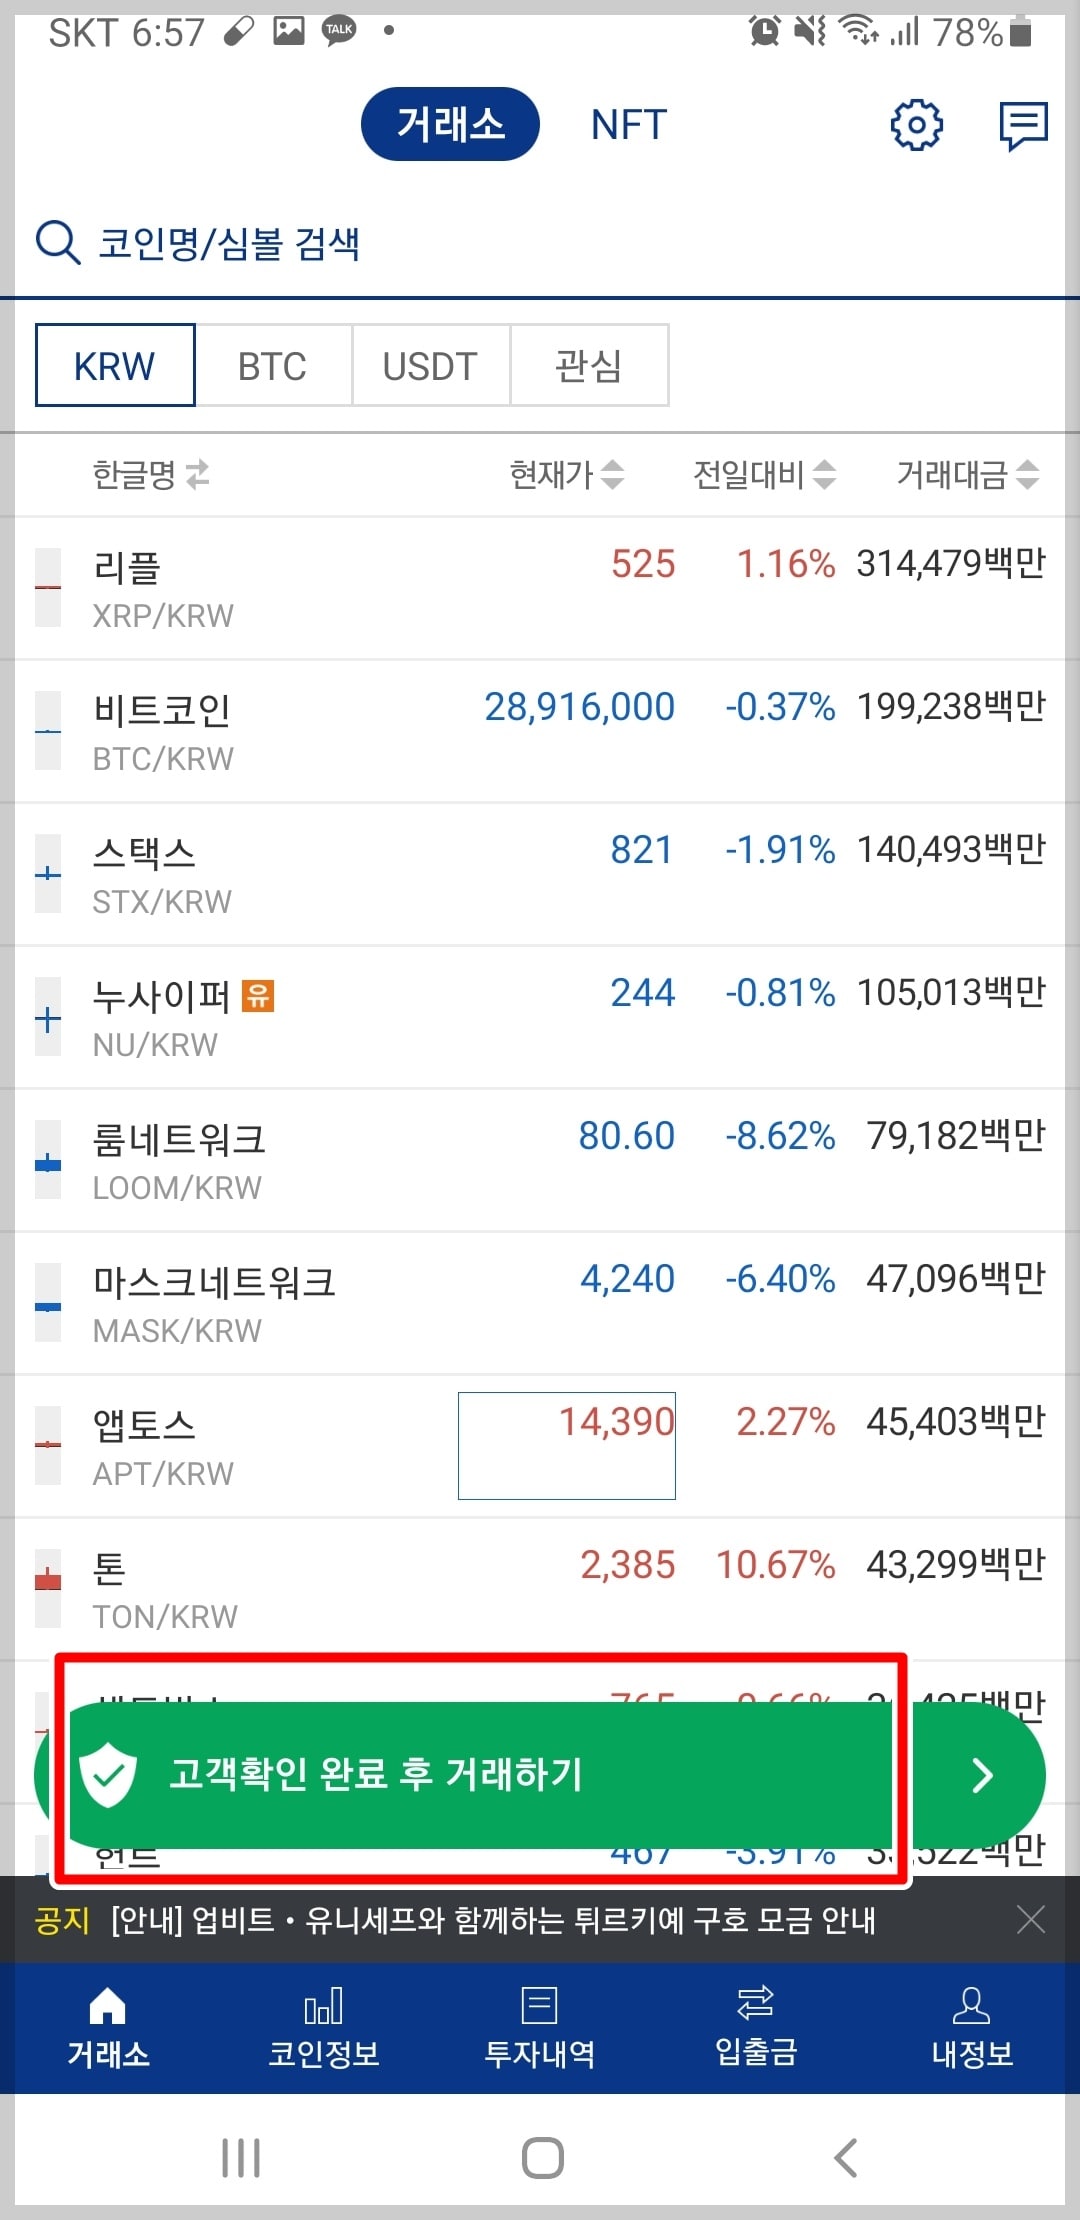 SKT 6:57 TALK 78%
거래소 NFT
코인명/심볼 검색
KRW BTC USDT 관심
한글명 현재가 전일대비 거래대금
리플 525 1.16% 314,479백만
XRP/KRW
비트코인 28,916,000 -0.37% 199,238백만
BTC/KRW
스택스 821 -1.91% 140,493백만
STX/KRW
누사이퍼 유 244 -0.81% 105,013백만
NU/KRW
룸네트워크 80.60 -8.62% 79,182백만
LOOM/KRW
마스크네트워크 4,240 -6.40% 47,096백만
MASK/KRW
앱토스 14,390 2.27% 45,403백만
APT/KRW
톤 2,385 10.67% 43,299백만
TON/KRW
765
고객확인 완료 후 거래하기
헌트 467 -3.91%
공지 [안내] 업비트 • 유니세프와 함께하는 튀르키예 구호 모금 안내
거래소 코인정보 투자내역 입출금 내정보